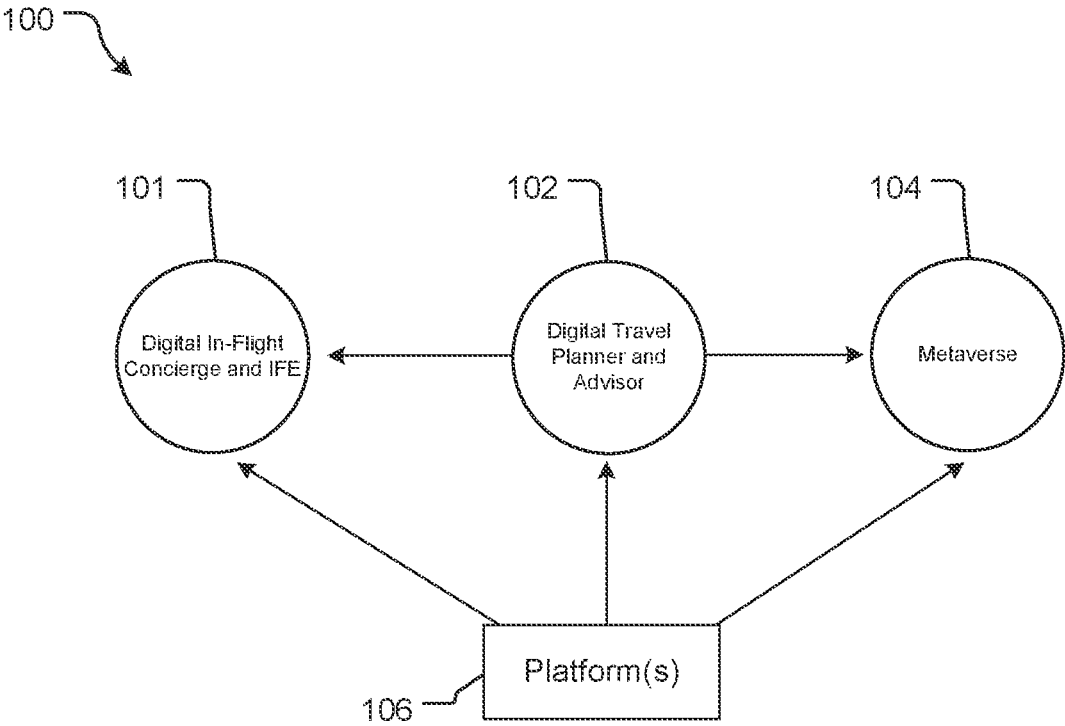 100
101
102
104
Digital In-Flight
Concierge and IFE
Digital Travel
Planner and
Advisor
Metaverse
Platform(s)
106